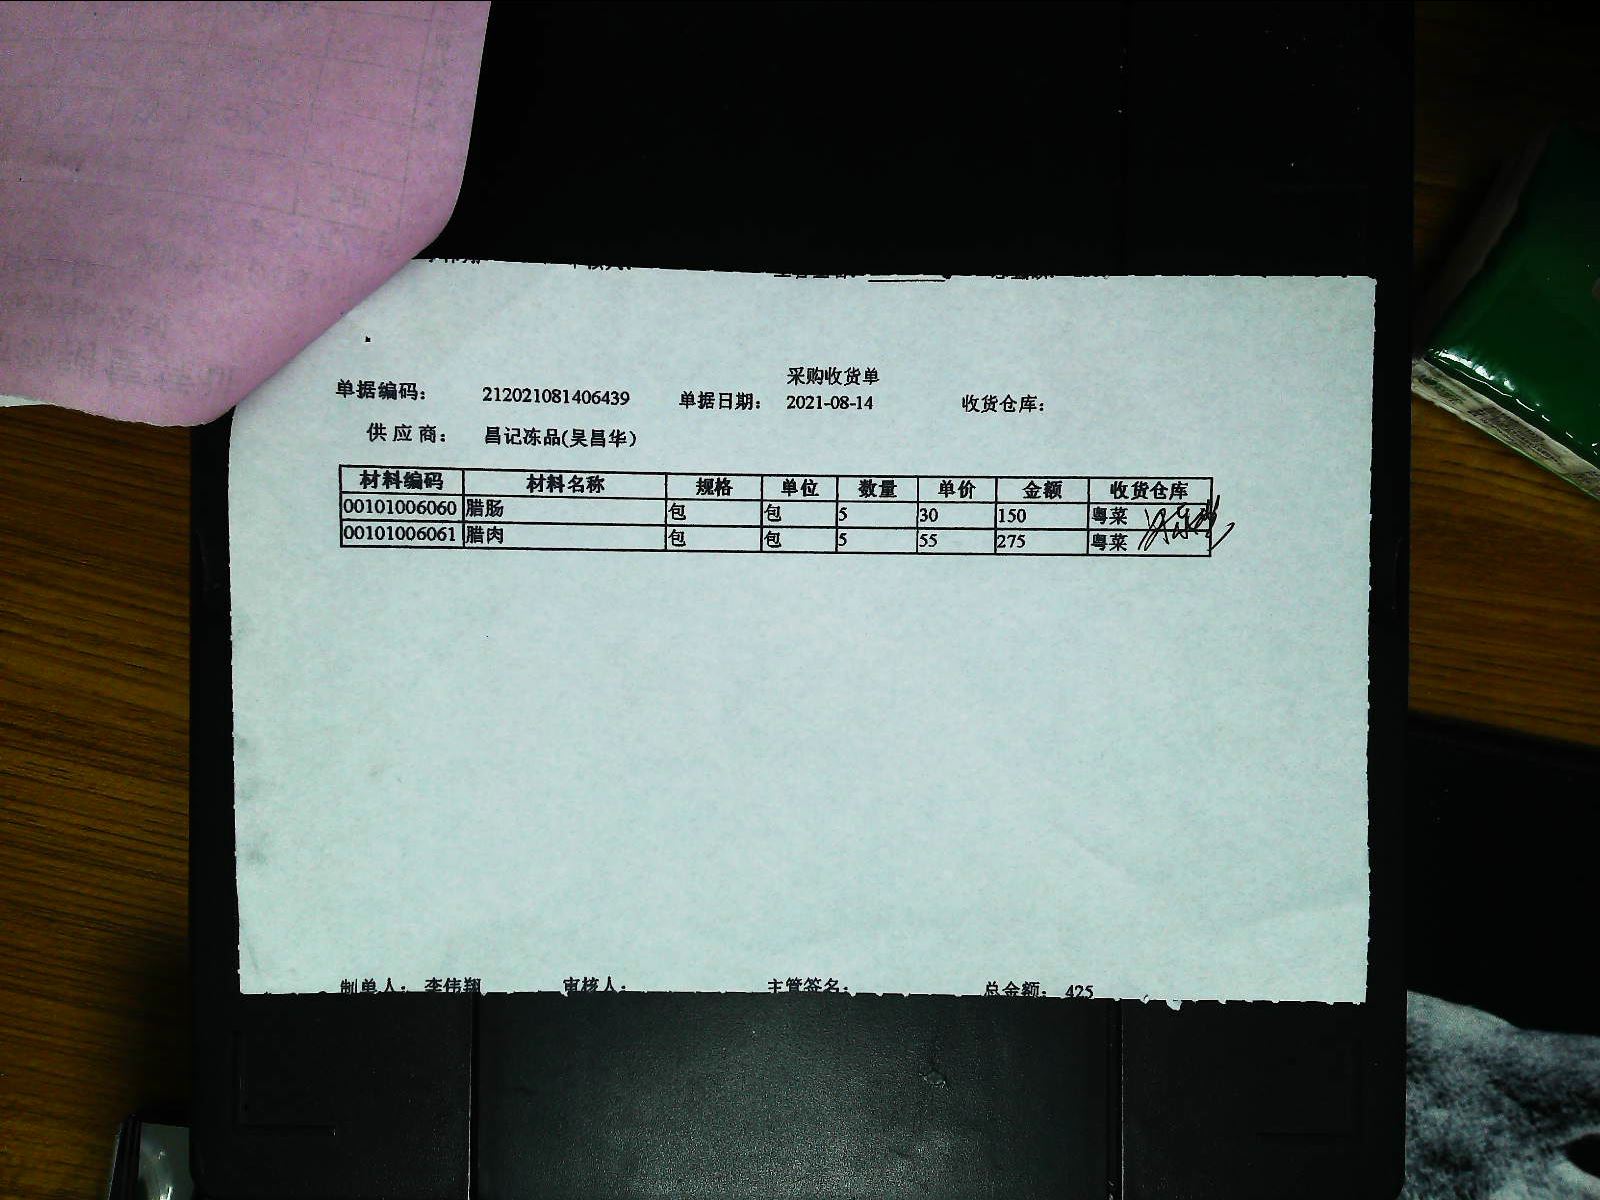 采购收货单
单据编码： 212021081406439 单据日期： 2021-08-14 收货仓库：
供应商： 昌记冻品(吴昌华）
材料编码 材料名称 规格 单位 数量 单价 金额 收货仓库
00101006060 腊肠 包 包 5 30 150 粤菜
00101006061 腊肉 包 包 5 55 275 粤菜
制单人： 李伟翔 审核人： 主管签名： 总金额： 425